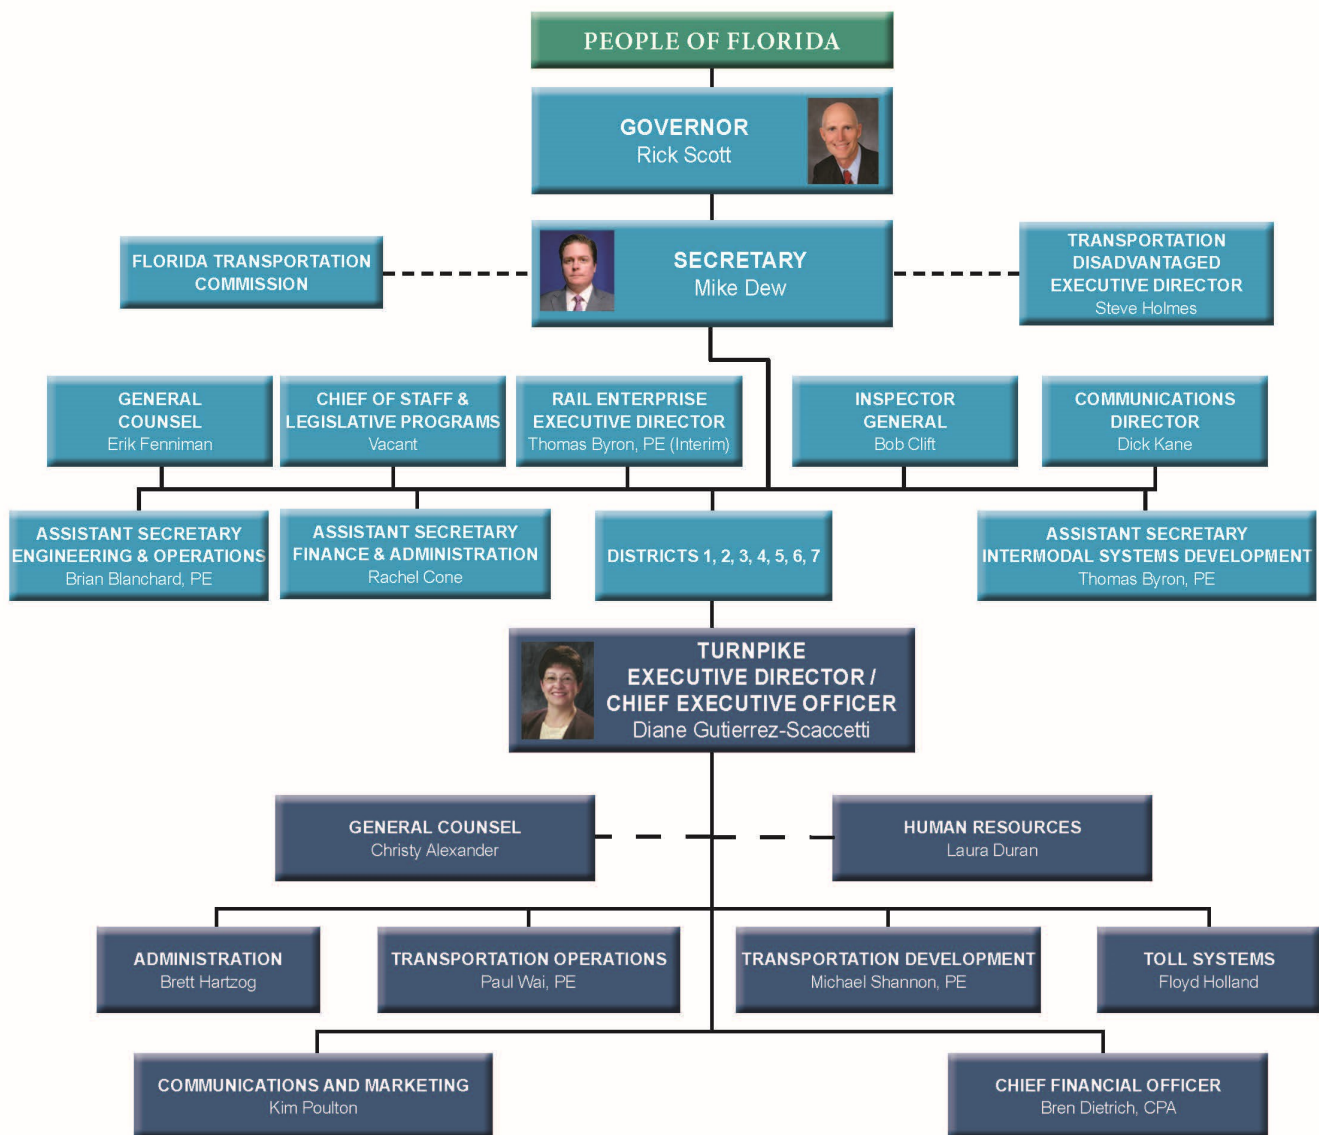 PEOPLE OF FLORIDA
GOVERNOR
Rick Scott
FLORIDA TRANSPORTATION
COMMISSION
SECRETARY
Mike Dew
TRANSPORTATION
DISADVANTAGED
EXECUTIVE DIRECTOR
Steve Holmes
GENERAL
COUNSEL
Erik Fenniman
CHIEF OF STAFF &
LEGISLATIVE PROGRAMS
Vacant
RAIL ENTERPRISE
EXECUTIVE DIRECTOR
Thomas Byron, PE (Interim)
INSPECTOR
GENERAL
Bob Clift
COMMUNICATIONS
DIRECTOR
Dick Kane
ASSISTANT SECRETARY
ENGINEERING & OPERATIONS
Brian Blanchard, PE
ASSISTANT SECRETARY
FINANCE & ADMINISTRATION
Rachel Cone
DISTRICTS 1, 2, 3, 4, 5, 6, 7
ASSISTANT SECRETARY
INTERMODAL SYSTEMS DEVELOPMENT
Thomas Byron, PE
TURNPIKE
EXECUTIVE DIRECTOR /
CHIEF EXECUTIVE OFFICER
Diane Gutierrez-Scaccetti
GENERAL COUNSEL
Christy Alexander
HUMAN RESOURCES
Laura Duran
ADMINISTRATION
Brett Hartzog
TRANSPORTATION OPERATIONS
Paul Wai, PE
TRANSPORTATION DEVELOPMENT
Michael Shannon, PE
TOLL SYSTEMS
Floyd Holland
COMMUNICATIONS AND MARKETING
Kim Poulton
CHIEF FINANCIAL OFFICER
Bren Dietrich, CPA